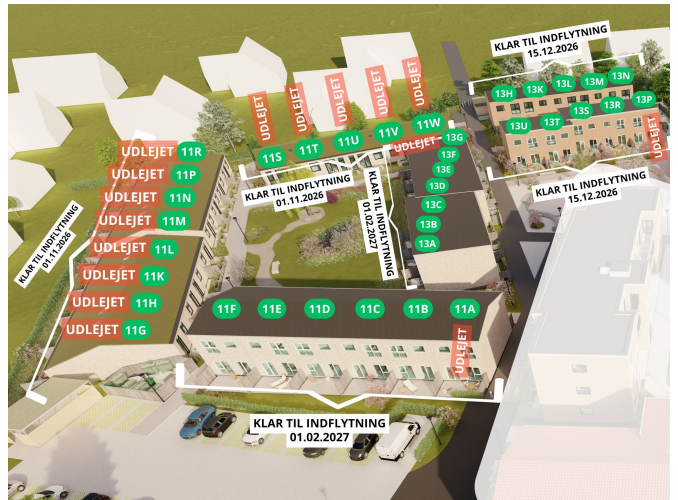 KLAR TIL INDFLYTNING
15.12.2026
13H
13K
13L
13M
13N
13U
13T
13S
13R
13P
UDLEJET
UDLEJET
UDLEJET
UDLEJET
UDLEJET
UDLEJET
11S
11T
11U
11V
11W
UDLEJET
13G
13F
13E
13D
13C
13B
13A
KLAR TIL INDFLYTNING
01.11.2026
KLAR TIL INDFLYTNING
01.02.2027
KLAR TIL INDFLYTNING
15.12.2026
UDLEJET 11R
UDLEJET 11P
UDLEJET 11N
UDLEJET 11M
UDLEJET 11L
UDLEJET 11K
UDLEJET 11H
UDLEJET 11G
KLAR TIL INDFLYTNING
01.11.2026
11F
11E
11D
11C
11B
11A
UDLEJET
KLAR TIL INDFLYTNING
01.02.2027